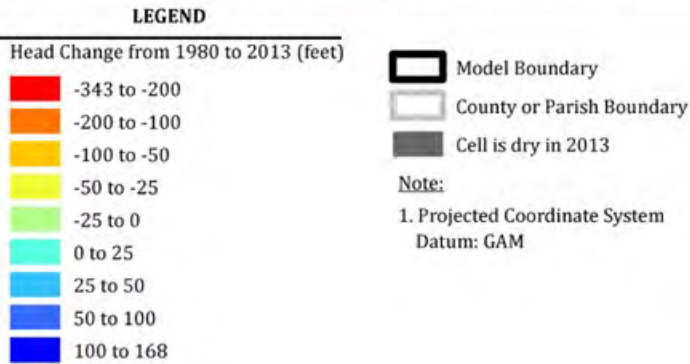 LEGEND
Head Change from 1980 to 2013 (feet)
-343 to -200
-200 to -100
-100 to -50
-50 to -25
-25 to 0
0 to 25
25 to 50
50 to 100
100 to 168
Model Boundary
County or Parish Boundary
Cell is dry in 2013
Note:
1. Projected Coordinate System
Datum: GAM